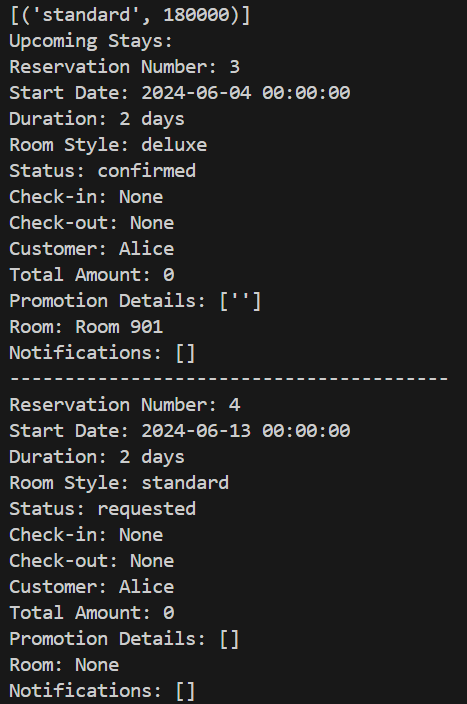 [('standard', 180000)]
Upcoming Stays:
Reservation Number: 3
Start Date: 2024-06-04 00:00:00
Duration: 2 days
Room Style: deluxe
Status: confirmed
Check-in: None
Check-out: None
Customer: Alice
Total Amount: 0
Promotion Details: ['']
Room: Room 901
Notifications: []
----------------------------------------
Reservation Number: 4
Start Date: 2024-06-13 00:00:00
Duration: 2 days
Room Style: standard
Status: requested
Check-in: None
Check-out: None
Customer: Alice
Total Amount: 0
Promotion Details: []
Room: None
Notifications: []